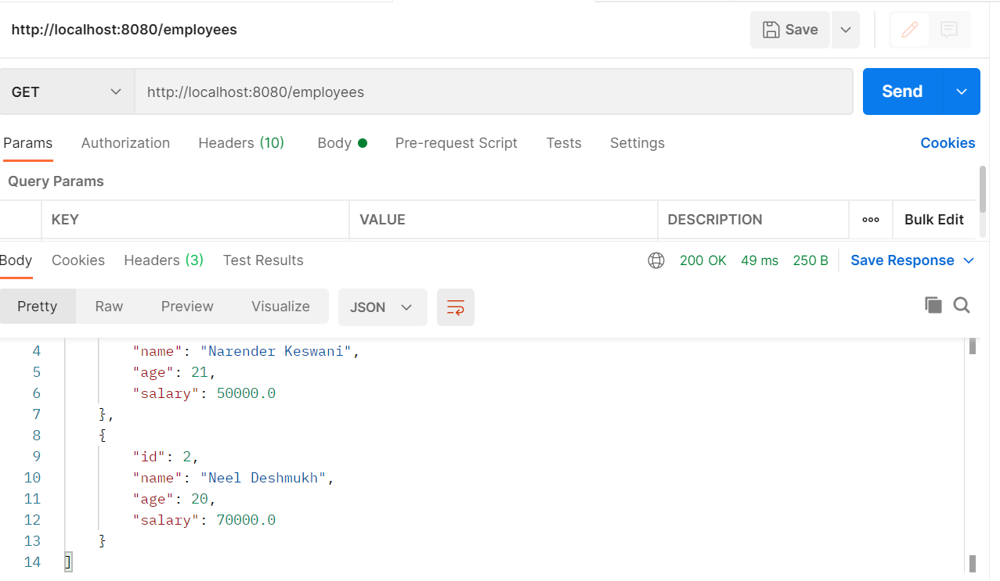 http://localhost:8080/employees Save
GET http://localhost:8080/employees Send
Params Authorization Headers (10) Body Pre-request Script Tests Settings Cookies
Query Params
KEY VALUE DESCRIPTION ooo Bulk Edit
Body Cookies Headers (3) Test Results 200 OK 49 ms 250 B Save Response
Pretty Raw Preview Visualize JSON
4 "name": "Narender Keswani",
5 "age": 21,
6 "salary": 50000.0
7 },
8 {
9 "id": 2,
10 "name": "Neel Deshmukh",
11 "age": 20,
12 "salary": 70000.0
13 }
14 ]